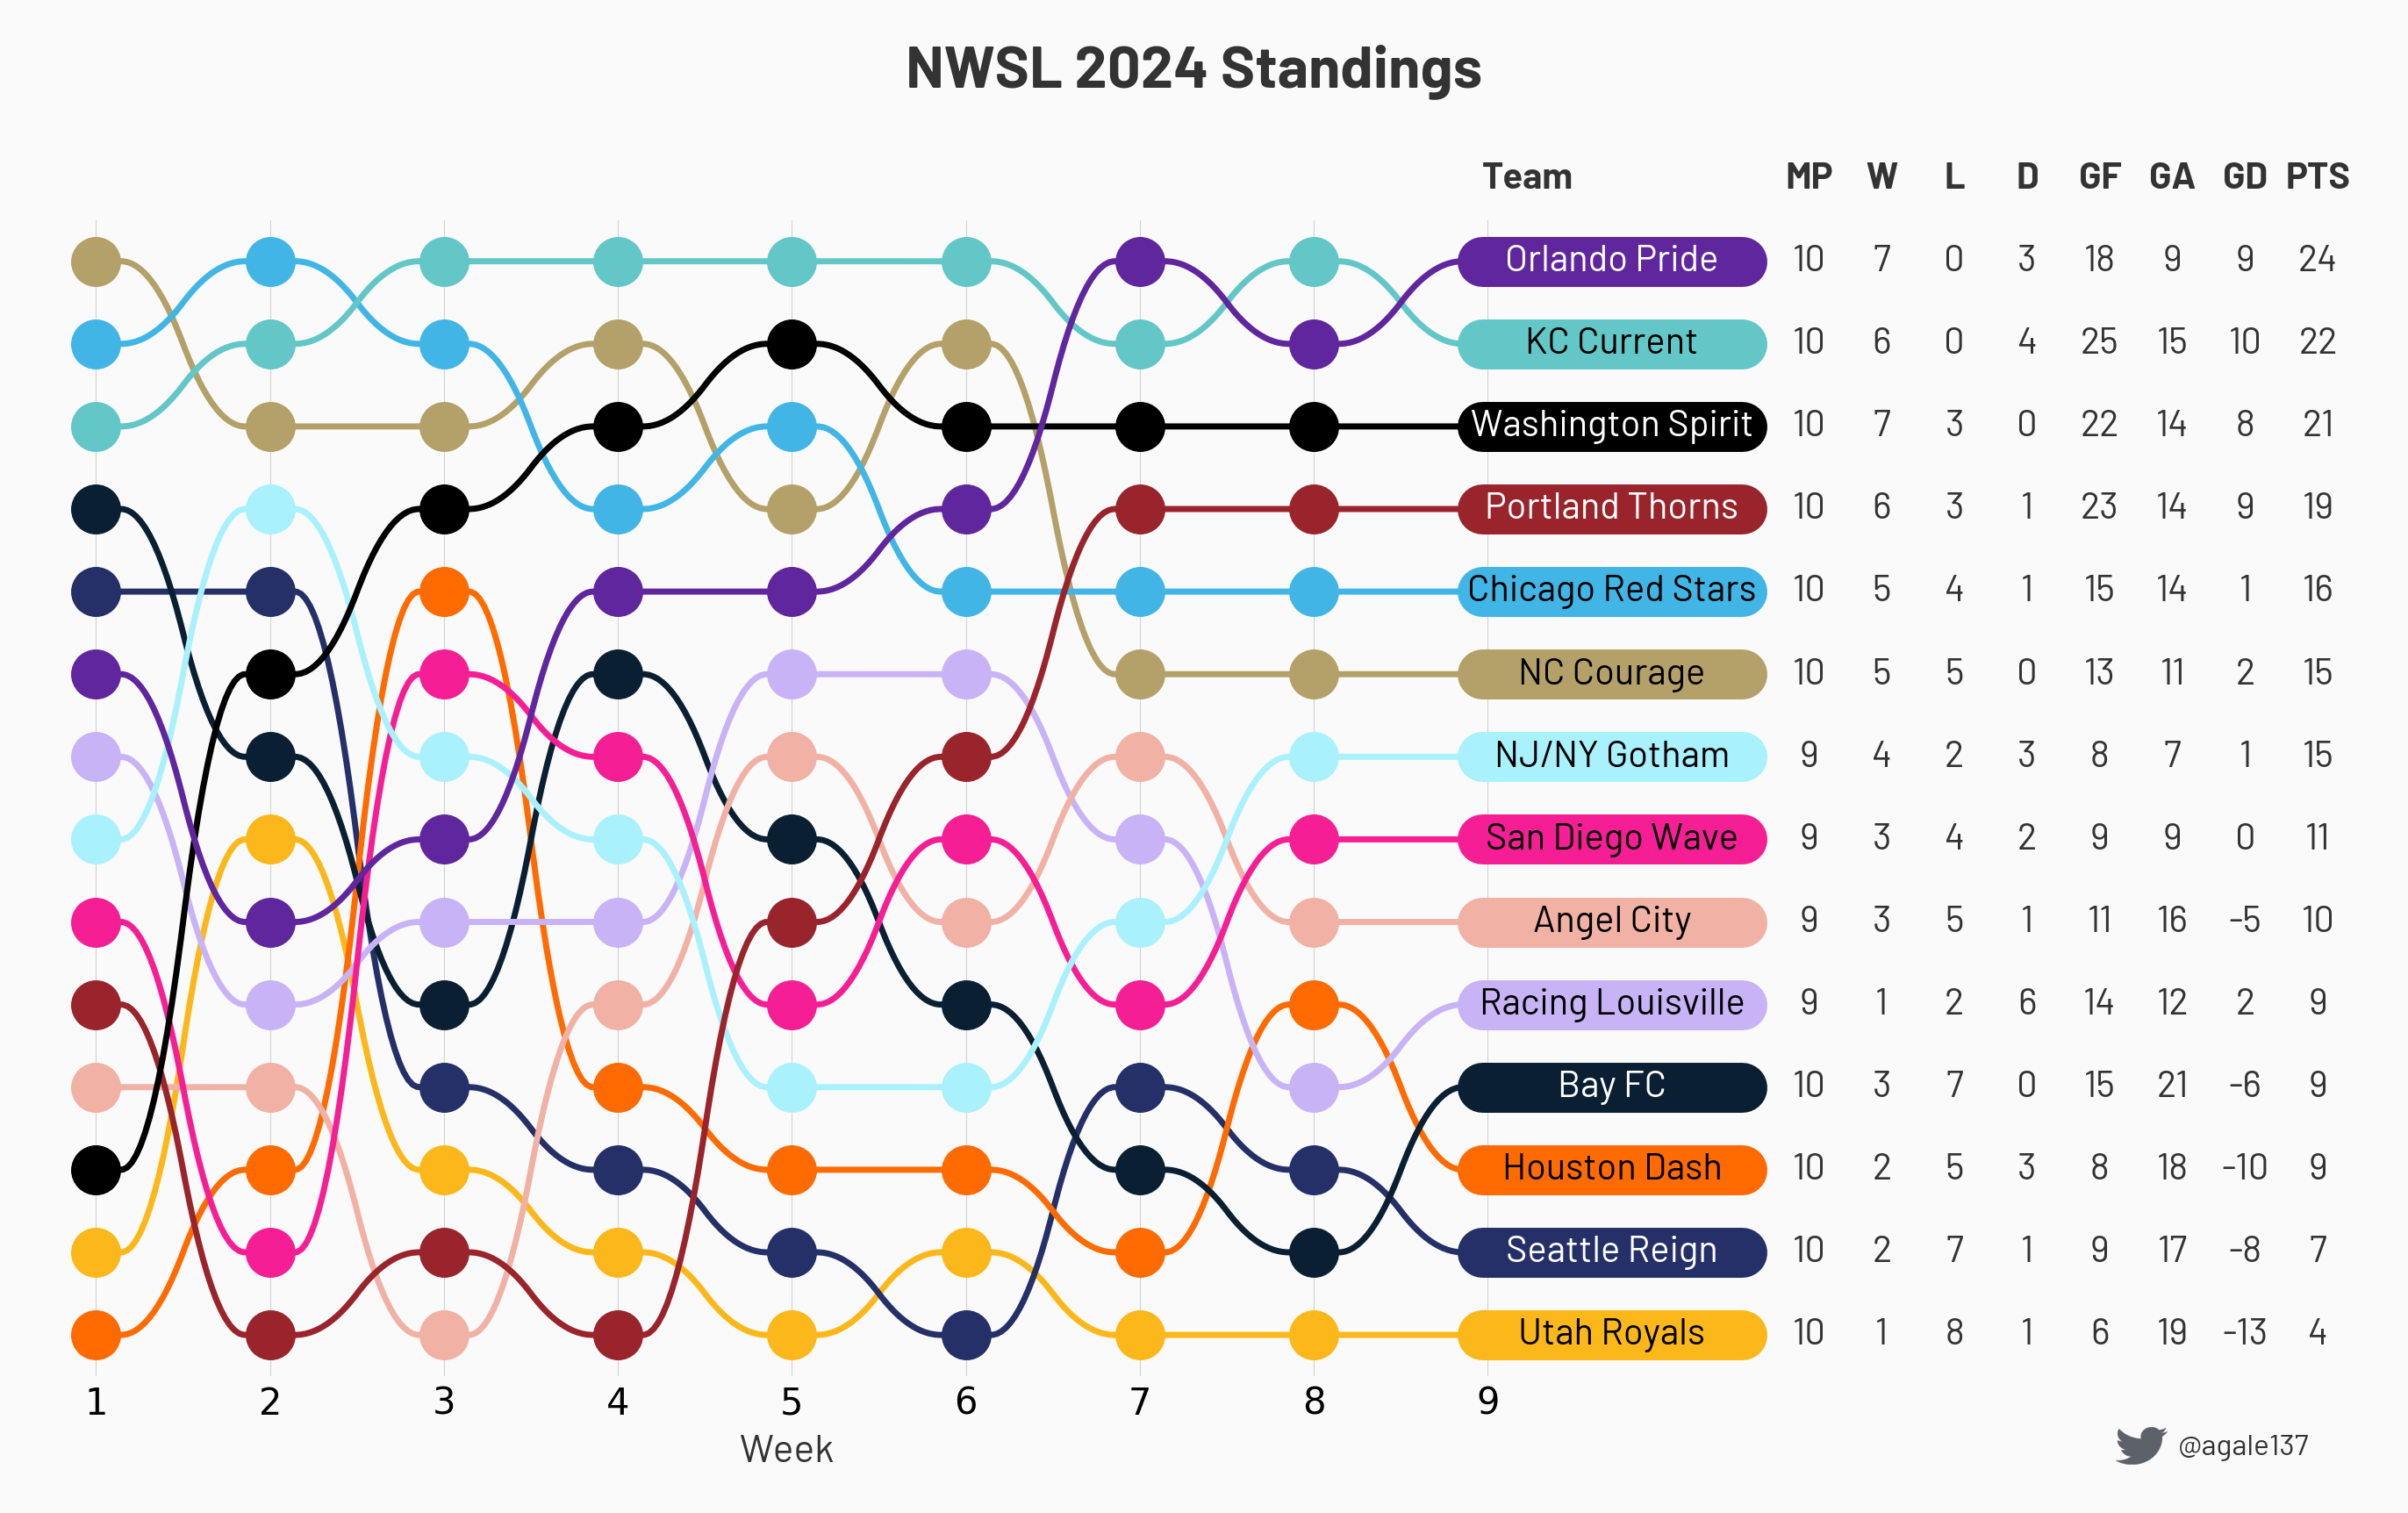 NWSL 2024 Standings
Team MP W L D GF GA GD PTS
Orlando Pride 10 7 0 3 18 9 9 24
KC Current 10 6 0 4 25 15 10 22
Washington Spirit 10 7 3 0 22 14 8 21
Portland Thorns 10 6 3 1 23 14 9 19
Chicago Red Stars 10 5 4 1 15 14 1 16
NC Courage 10 5 5 0 13 11 2 15
NJ/NY Gotham 9 4 2 3 8 7 1 15
San Diego Wave 9 3 4 2 9 9 0 11
Angel City 9 3 5 1 11 16 -5 10
Racing Louisville 9 1 2 6 14 12 2 9
Bay FC 10 3 7 0 15 21 -6 9
Houston Dash 10 2 5 3 8 18 -10 9
Seattle Reign 10 2 7 1 9 17 -8 7
Utah Royals 10 1 8 1 6 19 -13 4
1 2 3 4 5 6 7 8 9
Week
@agale137